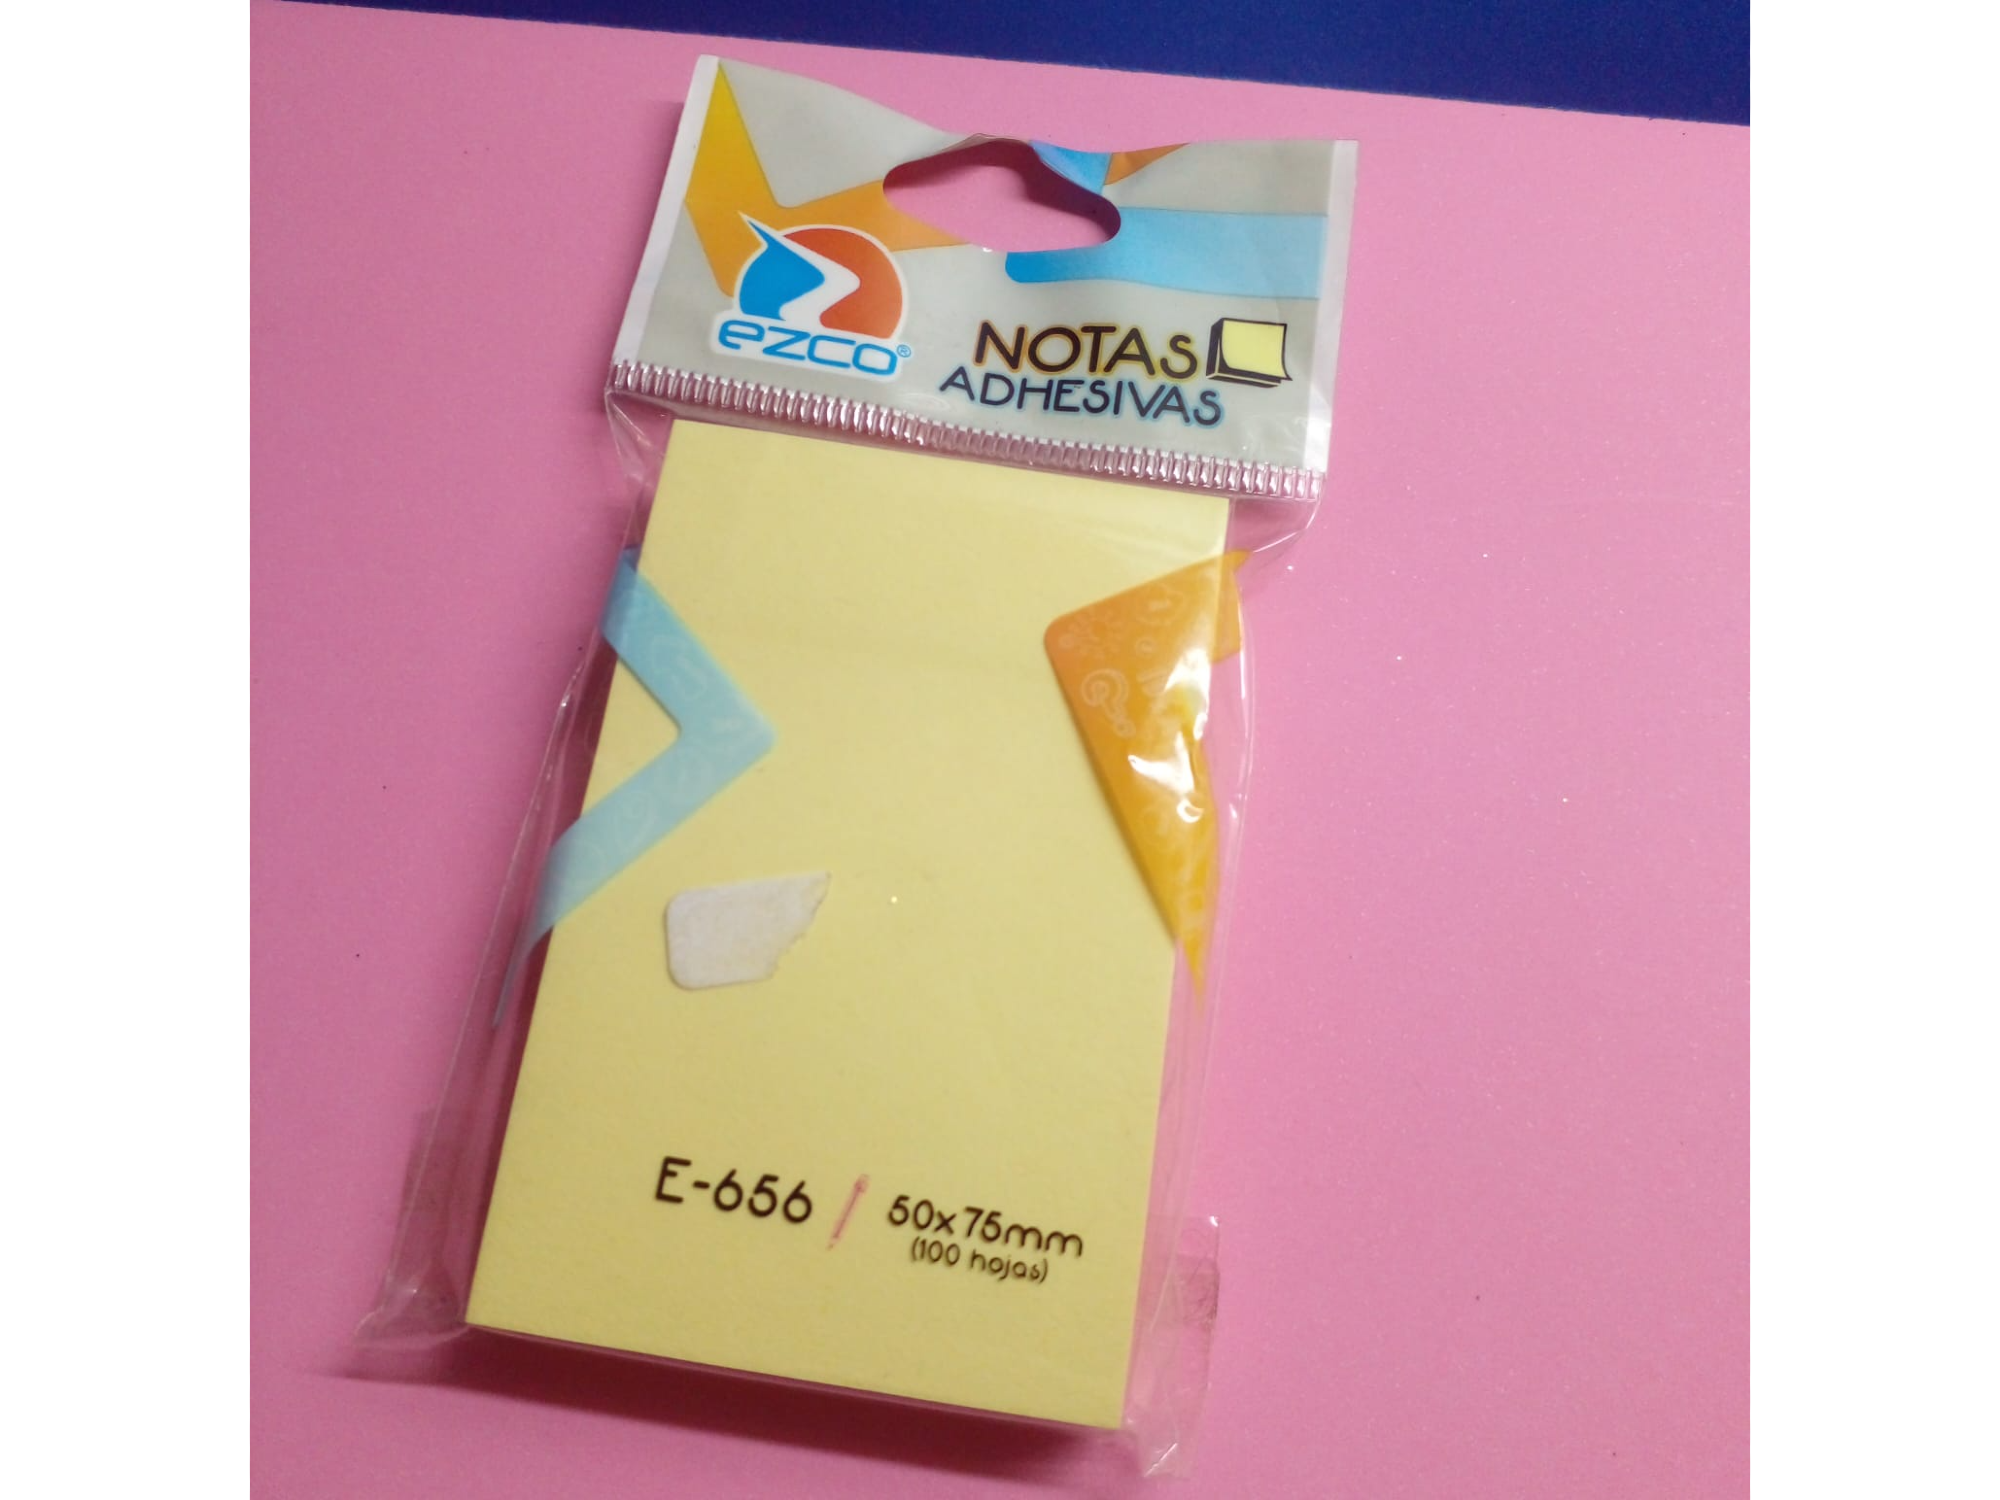 ezco®
NOTAS
ADHESIVAS
E-656 / 50x75mm
(100 hojas)